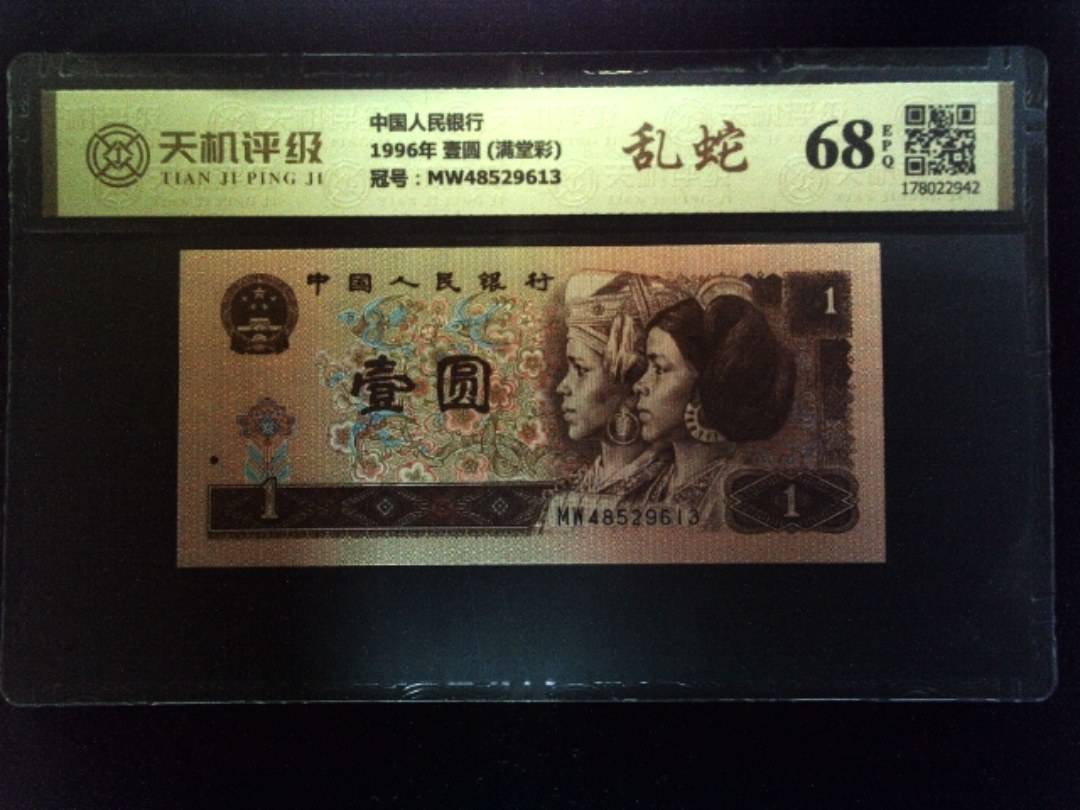 天机评级
TIAN JI PING JI
中国人民银行
1996年 壹圆 (满堂彩)
冠号：MW48529613
乱蛇
68
EPQ
178022942
中国人民银行
1
壹圆
1
MW48529613
1